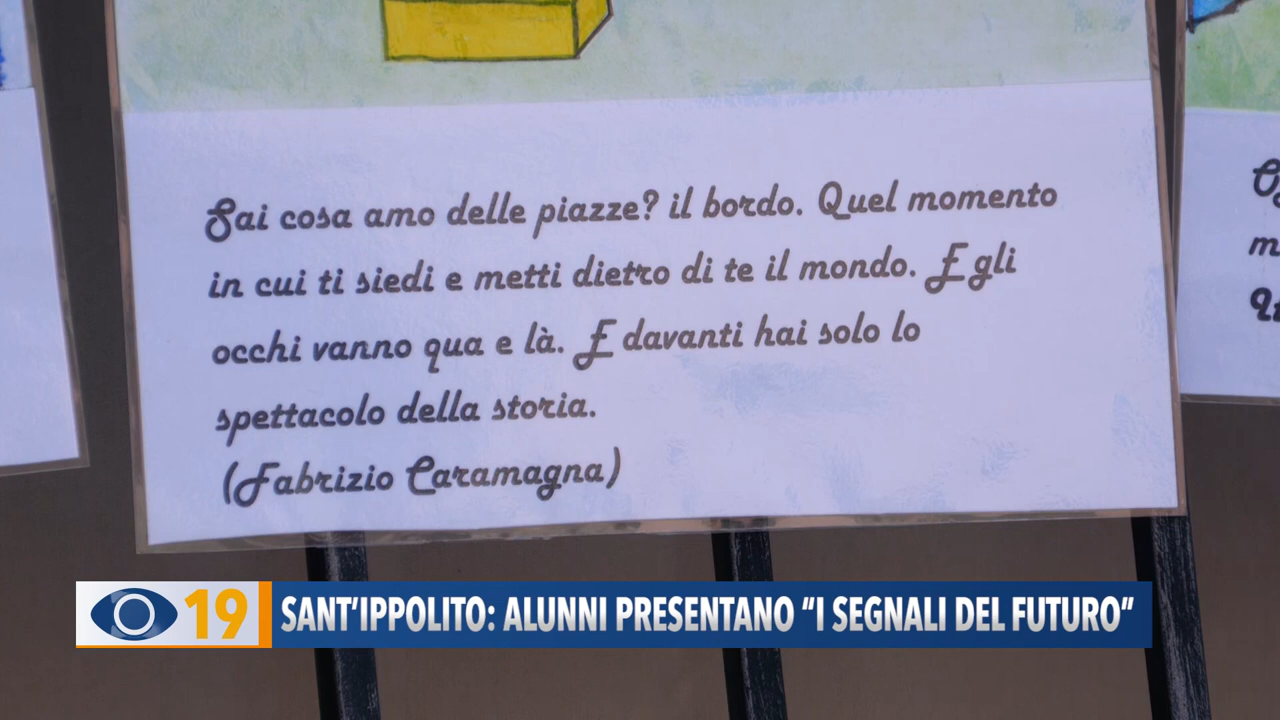 Sai cosa amo delle piazze? il bordo. Quel momento
in cui ti siedi e metti dietro di te il mondo. E gli
occhi vanno qua e là. E davanti hai solo lo
spettacolo della storia.
(Fabrizio Caramagna)
19
SANT'IPPOLITO: ALUNNI PRESENTANO “I SEGNALI DEL FUTURO”